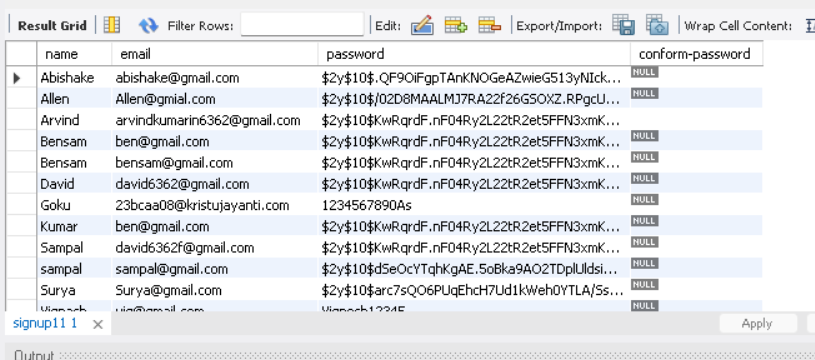 Result Grid Filter Rows: Edit: Export/Import: Wrap Cell Content:
name email password conform-password
Abishake abishake@gmail.com $2y$10$.QF9OiFgpTAnKNOGeAZwieG513yNIck... NULL
Allen Allen@gmial.com $2y$10$/02D8MAALMJ7RA22f26GSOXZ.RPgcU... NULL
Arvind arvindkumarin6362@gmail.com $2y$10$KwRqrdF.nF04Ry2L22tR2et5FFN3xmK...
Bensam ben@gmail.com $2y$10$KwRqrdF.nF04Ry2L22tR2et5FFN3xmK... NULL
Bensam bensam@gmail.com $2y$10$KwRqrdF.nF04Ry2L22tR2et5FFN3xmK... NULL
David david6362@gmail.com $2y$10$KwRqrdF.nF04Ry2L22tR2et5FFN3xmK... NULL
Goku 23bcaa08@kristujayanti.com 1234567890As
Kumar ben@gmail.com $2y$10$KwRqrdF.nF04Ry2L22tR2et5FFN3xmK... NULL
Sampal david6362f@gmail.com $2y$10$KwRqrdF.nF04Ry2L22tR2et5FFN3xmK... NULL
sampal sampal@gmail.com $2y$10$dSeOcYTqhKgAE.5oBka9AO2TDplUldsi... NULL
Surya Surya@gmail.com $2y$10$arc7sQO6PUqEhcH7Ud1kWeh0YTLA/Ss... NULL
NULL
signup11 1 Apply
Output